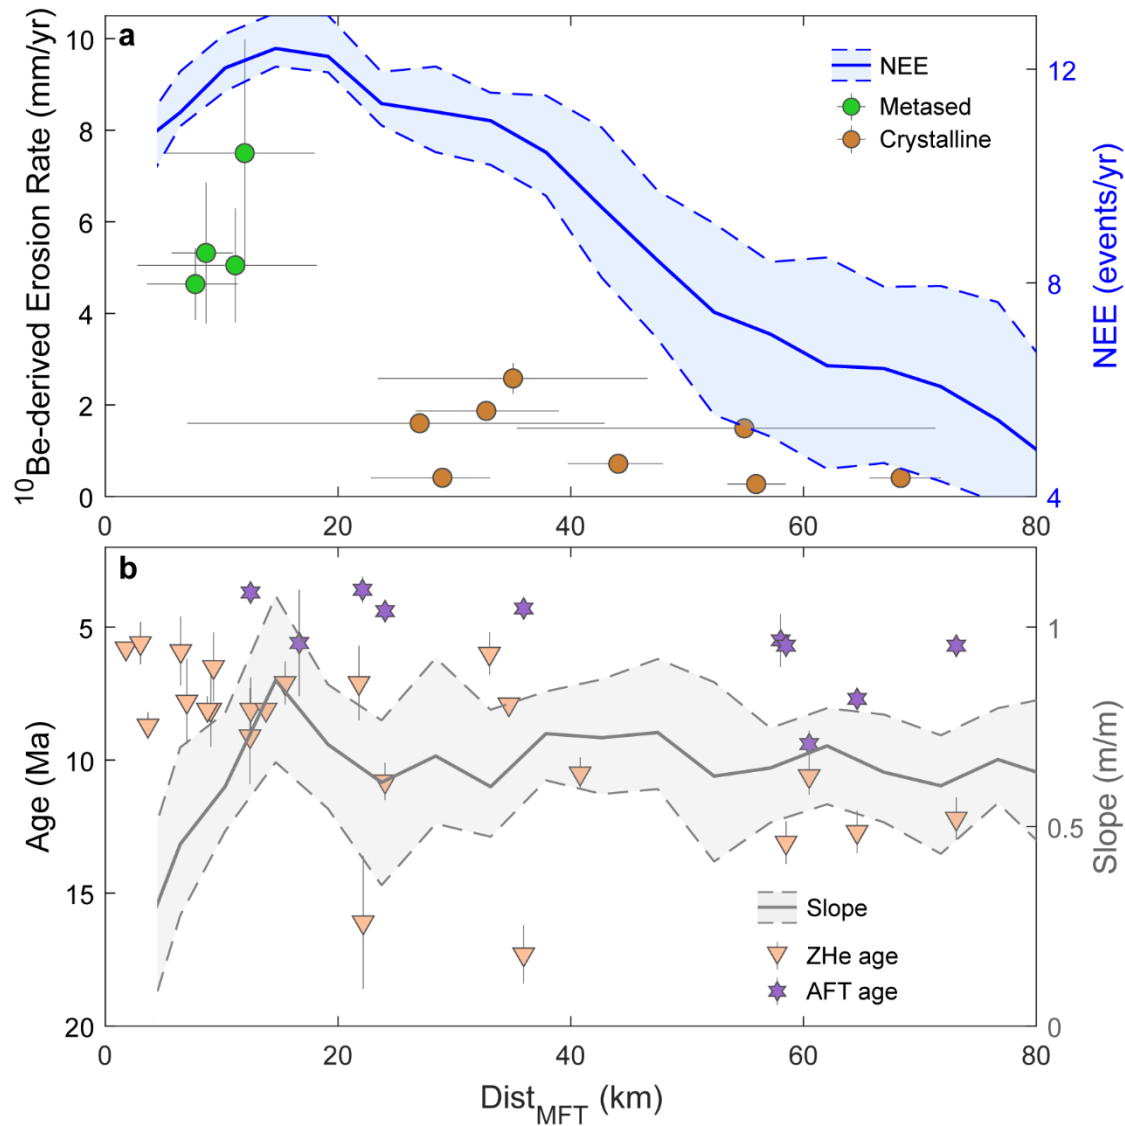 a
10
8
6
4
2
0
¹⁰Be-derived Erosion Rate (mm/yr)
NEE
Metased
Crystalline
12
8
4
NEE (events/yr)
0 20 40 60 80
b
5
10
15
20
Age (Ma)
Slope
ZHe age
AFT age
1
0.5
0
Slope (m/m)
0 20 40 60 80
Dist_MFT (km)